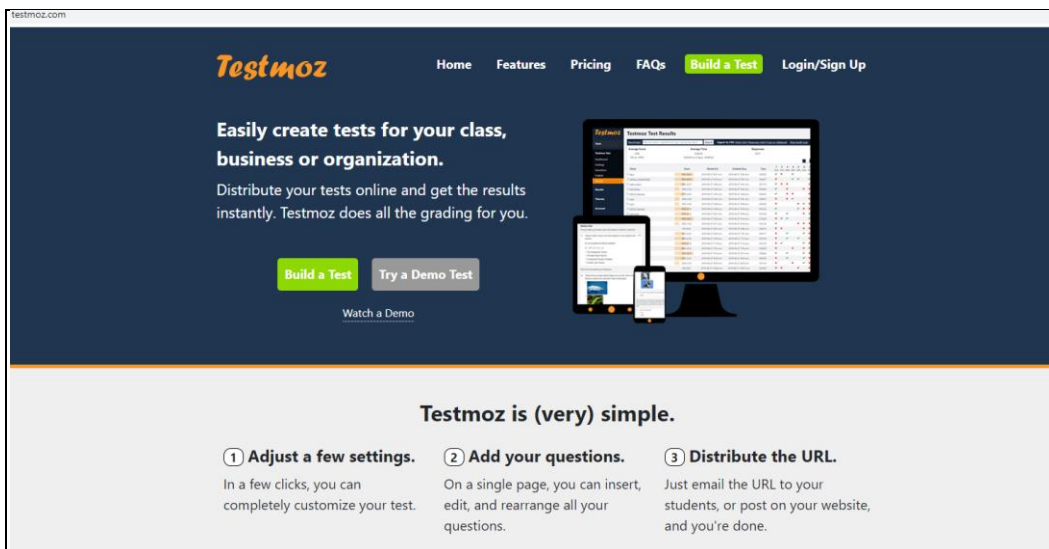 testmoz.com
Testmoz
Home Features Pricing FAQs Build a Test Login/Sign Up
Easily create tests for your class,
business or organization.
Distribute your tests online and get the results
instantly. Testmoz does all the grading for you.
Build a Test Try a Demo Test
Watch a Demo
Testmoz
Testmoz Test Results
Testmoz is (very) simple.
1 Adjust a few settings.
In a few clicks, you can
completely customize your test.
2 Add your questions.
On a single page, you can insert,
edit, and rearrange all your
questions.
3 Distribute the URL.
Just email the URL to your
students, or post on your website,
and you're done.